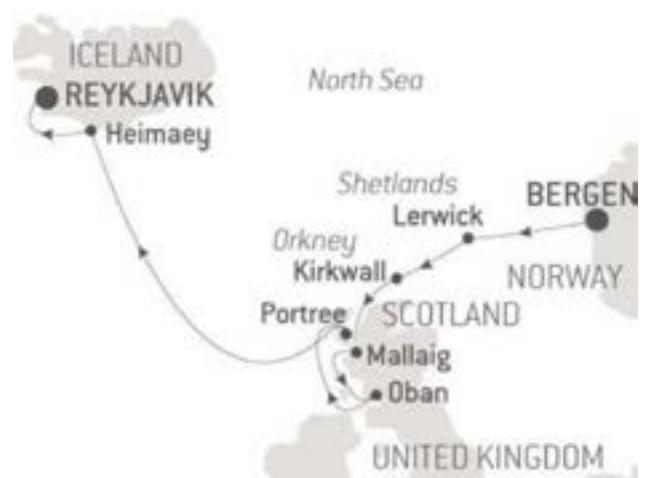 ICELAND
REYKJAVIK
Heimaey
North Sea
Shetlands
Lerwick
BERGEN
Orkney
Kirkwall
NORWAY
Portree
SCOTLAND
Mallaig
Oban
UNITED KINGDOM